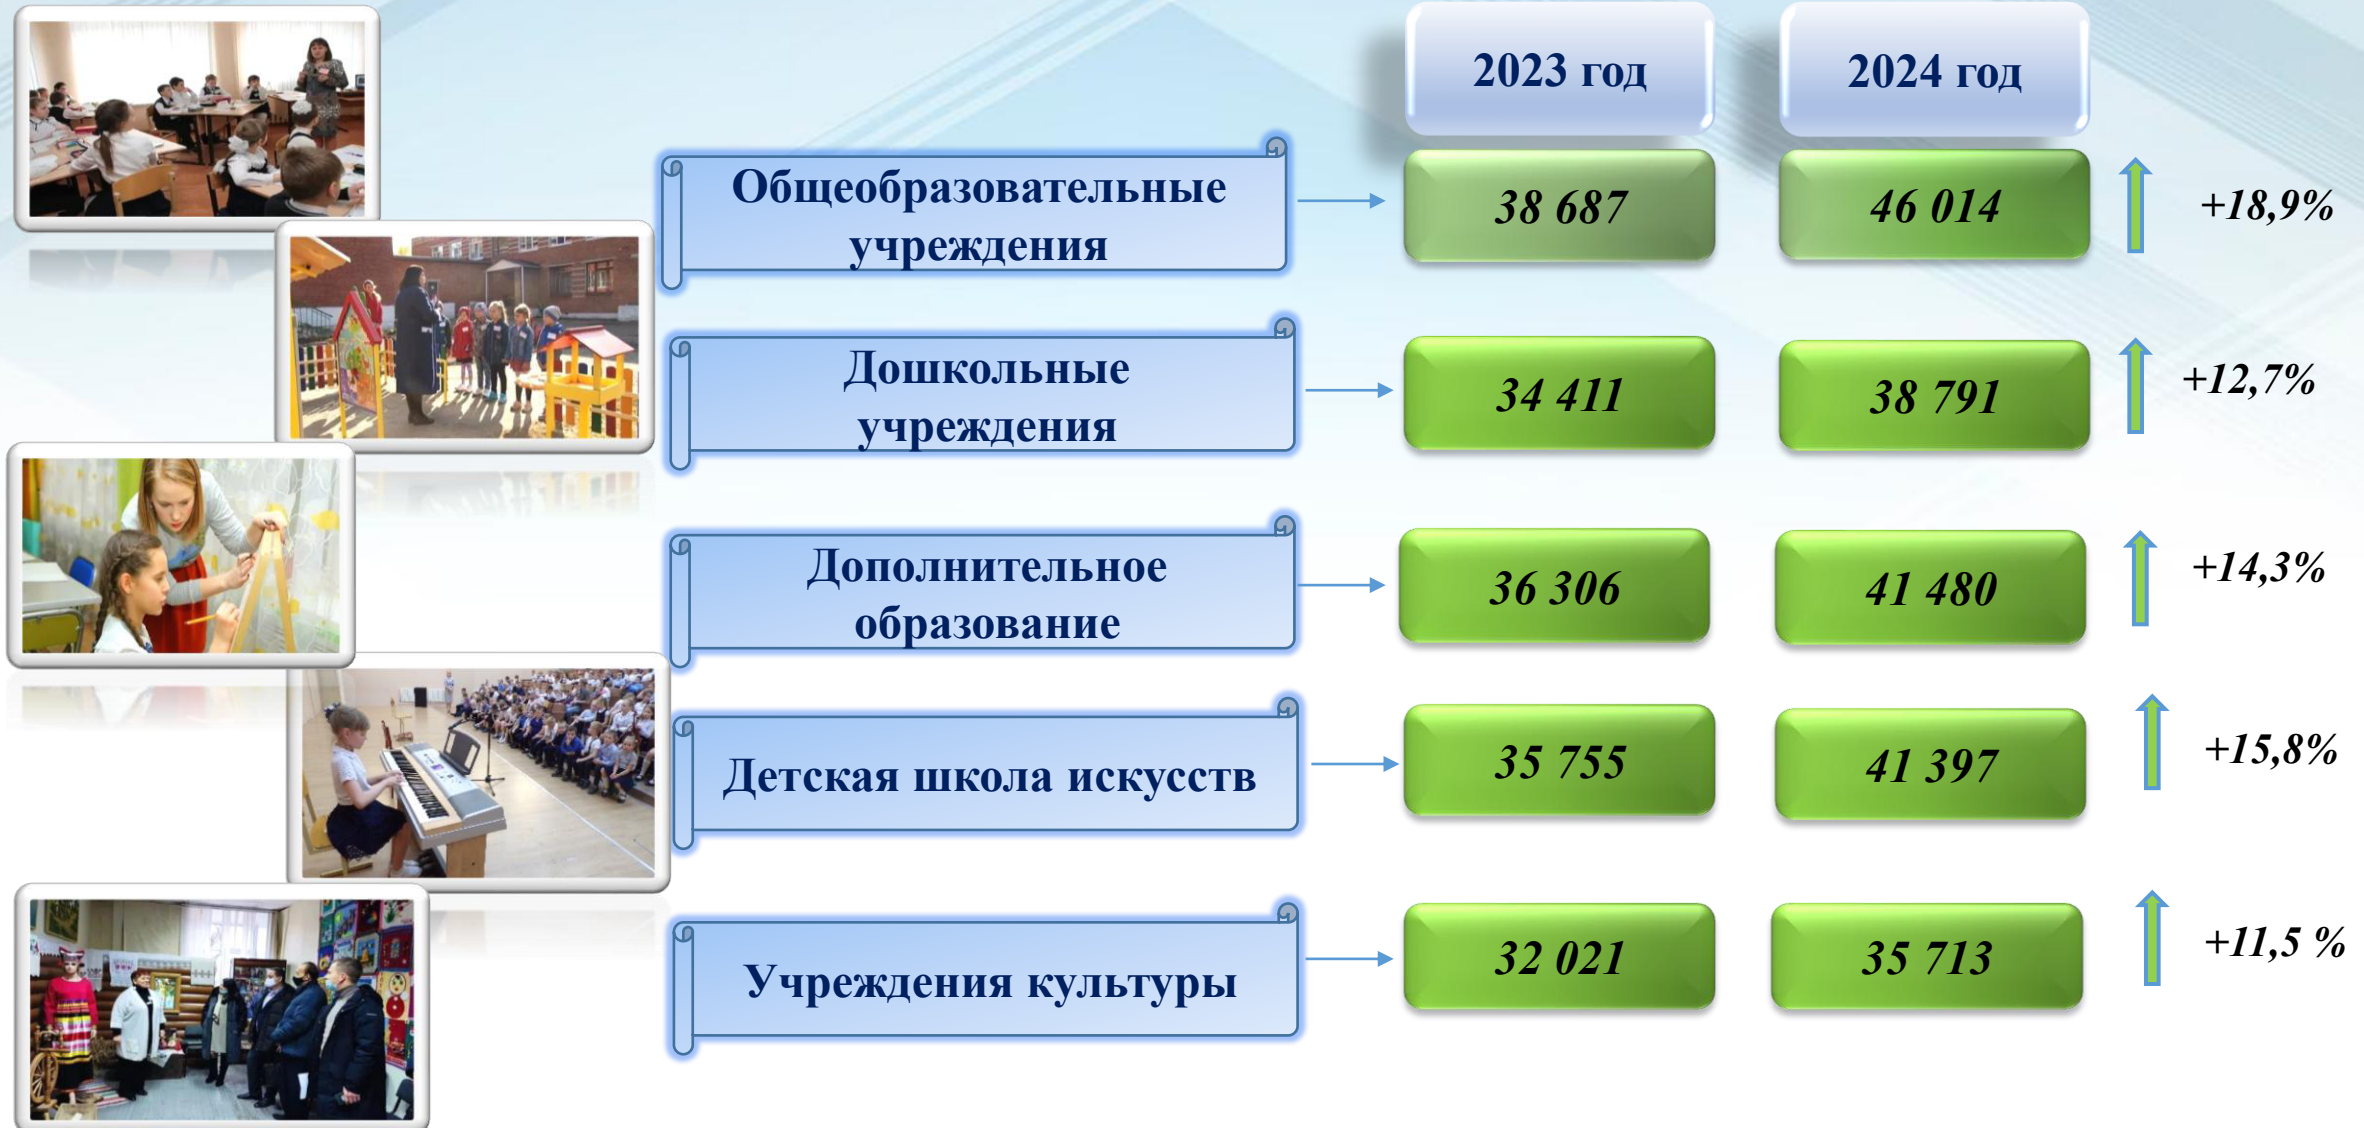 2023 год
2024 год
Общеобразовательные
учреждения
38 687
46 014
+18,9%
Дошкольные
учреждения
34 411
38 791
+12,7%
Дополнительное
образование
36 306
41 480
+14,3%
Детская школа искусств
35 755
41 397
+15,8%
Учреждения культуры
32 021
35 713
+11,5 %